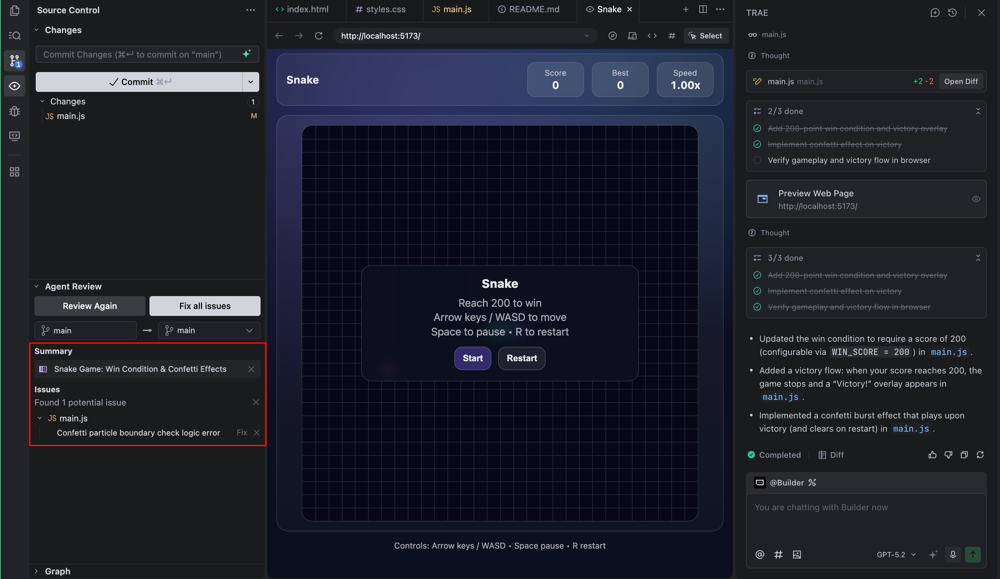 Source Control
Changes
Commit Changes (⌘↵ to commit on "main")
Commit ⌘↵
Changes
1
JS main.js
M
1
Agent Review
Review Again
Fix all issues
main
main
Summary
Snake Game: Win Condition & Confetti Effects
Issues
Found 1 potential issue
JS main.js
Confetti particle boundary check logic error
Fix
Graph
index.html
# styles.css
JS main.js
README.md
Snake
http://localhost:5173/
Select
Snake
Score
0
Best
0
Speed
1.00x
Snake
Reach 200 to win
Arrow keys / WASD to move
Space to pause • R to restart
Start
Restart
Controls: Arrow keys / WASD • Space pause • R restart
TRAE
main.js
Thought
main.js main.js
+2 -2
Open Diff
2/3 done
Add 200-point win condition and victory overlay
Implement confetti effect on victory
Verify gameplay and victory flow in browser
Preview Web Page
http://localhost:5173/
Thought
3/3 done
Add 200-point win condition and victory overlay
Implement confetti effect on victory
Verify gameplay and victory flow in browser
• Updated the win condition to require a score of 200
(configurable via WIN_SCORE = 200 ) in main.js .
• Added a victory flow: when your score reaches 200, the
game stops and a “Victory!” overlay appears in
main.js .
• Implemented a confetti burst effect that plays upon
victory (and clears on restart) in main.js .
Completed
Diff
@Builder
You are chatting with Builder now
GPT-5.2